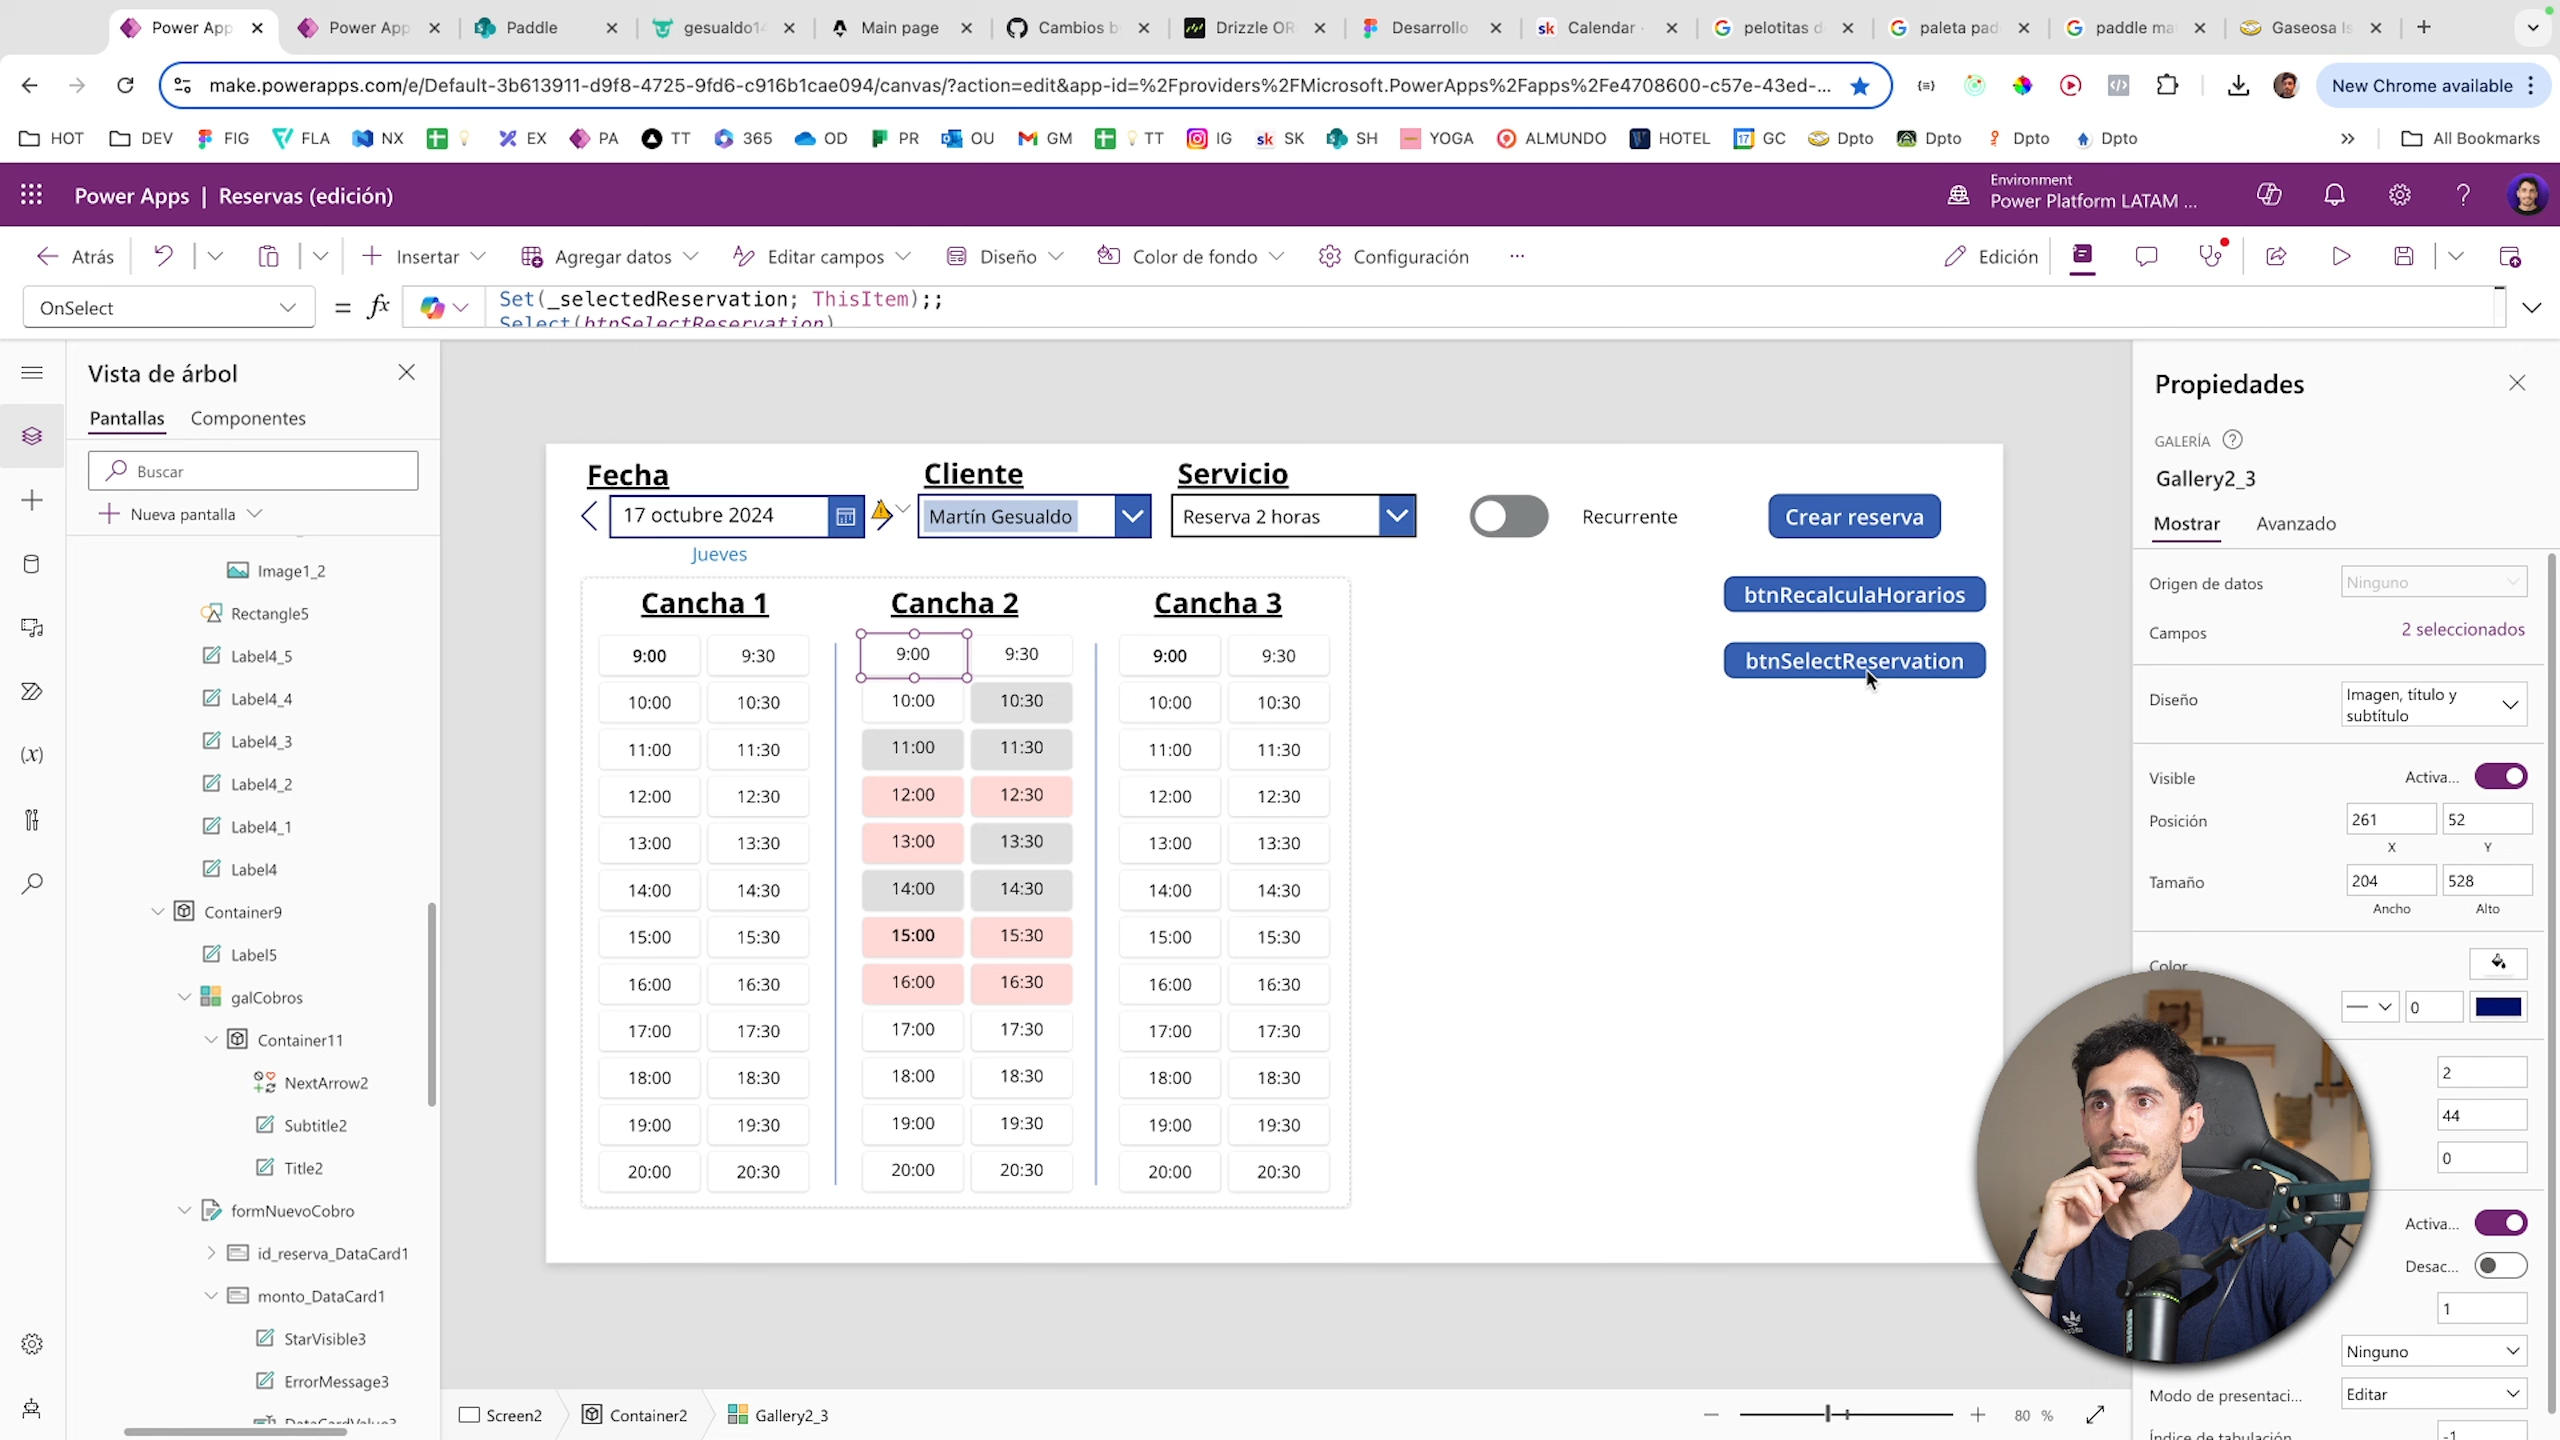 Power App
Power App
Paddle
gesualdo14
Main page
Cambios b
Drizzle OR
Desarrollo
Calendar -
pelotitas d
paleta pad
paddle ma
Gaseosa Is
make.powerapps.com/e/Default-3b613911-d9f8-4725-9fd6-c916b1cae094/canvas/?action=edit&app-id=%2Fproviders%2FMicrosoft.PowerApps%2Fapps%2Fe4708600-c57e-43ed-...
New Chrome available
HOT
DEV
FIG
FLA
NX
EX
PA
TT
365
OD
PR
OU
GM
TT
IG
SK
SH
YOGA
ALMUNDO
HOTEL
GC
Dpto
Dpto
Dpto
Dpto
All Bookmarks
Power Apps | Reservas (edición)
Environment
Power Platform LATAM ...
Atrás
Insertar
Agregar datos
Editar campos
Diseño
Color de fondo
Configuración
Edición
OnSelect
= fx
Set(_selectedReservation; ThisItem);;
Select(btnSelectReservation)
Vista de árbol
Pantallas
Componentes
Buscar
Nueva pantalla
Image1_2
Rectangle5
Label4_5
Label4_4
Label4_3
Label4_2
Label4_1
Label4
Container9
Label5
galCobros
Container11
NextArrow2
Subtitle2
Title2
formNuevoCobro
id_reserva_DataCard1
monto_DataCard1
StarVisible3
ErrorMessage3
DataCardValue3
Fecha
Cliente
Servicio
17 octubre 2024
Martín Gesualdo
Reserva 2 horas
Recurrente
Crear reserva
Jueves
btnRecalculaHorarios
btnSelectReservation
Cancha 1
Cancha 2
Cancha 3
9:00 9:30 9:00 9:30 9:00 9:30
10:00 10:30 10:00 10:30 10:00 10:30
11:00 11:30 11:00 11:30 11:00 11:30
12:00 12:30 12:00 12:30 12:00 12:30
13:00 13:30 13:00 13:30 13:00 13:30
14:00 14:30 14:00 14:30 14:00 14:30
15:00 15:30 15:00 15:30 15:00 15:30
16:00 16:30 16:00 16:30 16:00 16:30
17:00 17:30 17:00 17:30 17:00 17:30
18:00 18:30 18:00 18:30 18:00 18:30
19:00 19:30 19:00 19:30 19:00 19:30
20:00 20:30 20:00 20:30 20:00 20:30
Propiedades
GALERÍA
Gallery2_3
Mostrar
Avanzado
Origen de datos
Ninguno
Campos
2 seleccionados
Diseño
Imagen, título y
subtítulo
Visible
Activa...
Posición
261
52
X
Y
Tamaño
204
528
Ancho
Alto
Color
0
2
44
0
Activa...
Desac...
1
Ninguno
Modo de presentaci...
Editar
Índice de tabulación
-1
Screen2
Container2
Gallery2_3
80 %